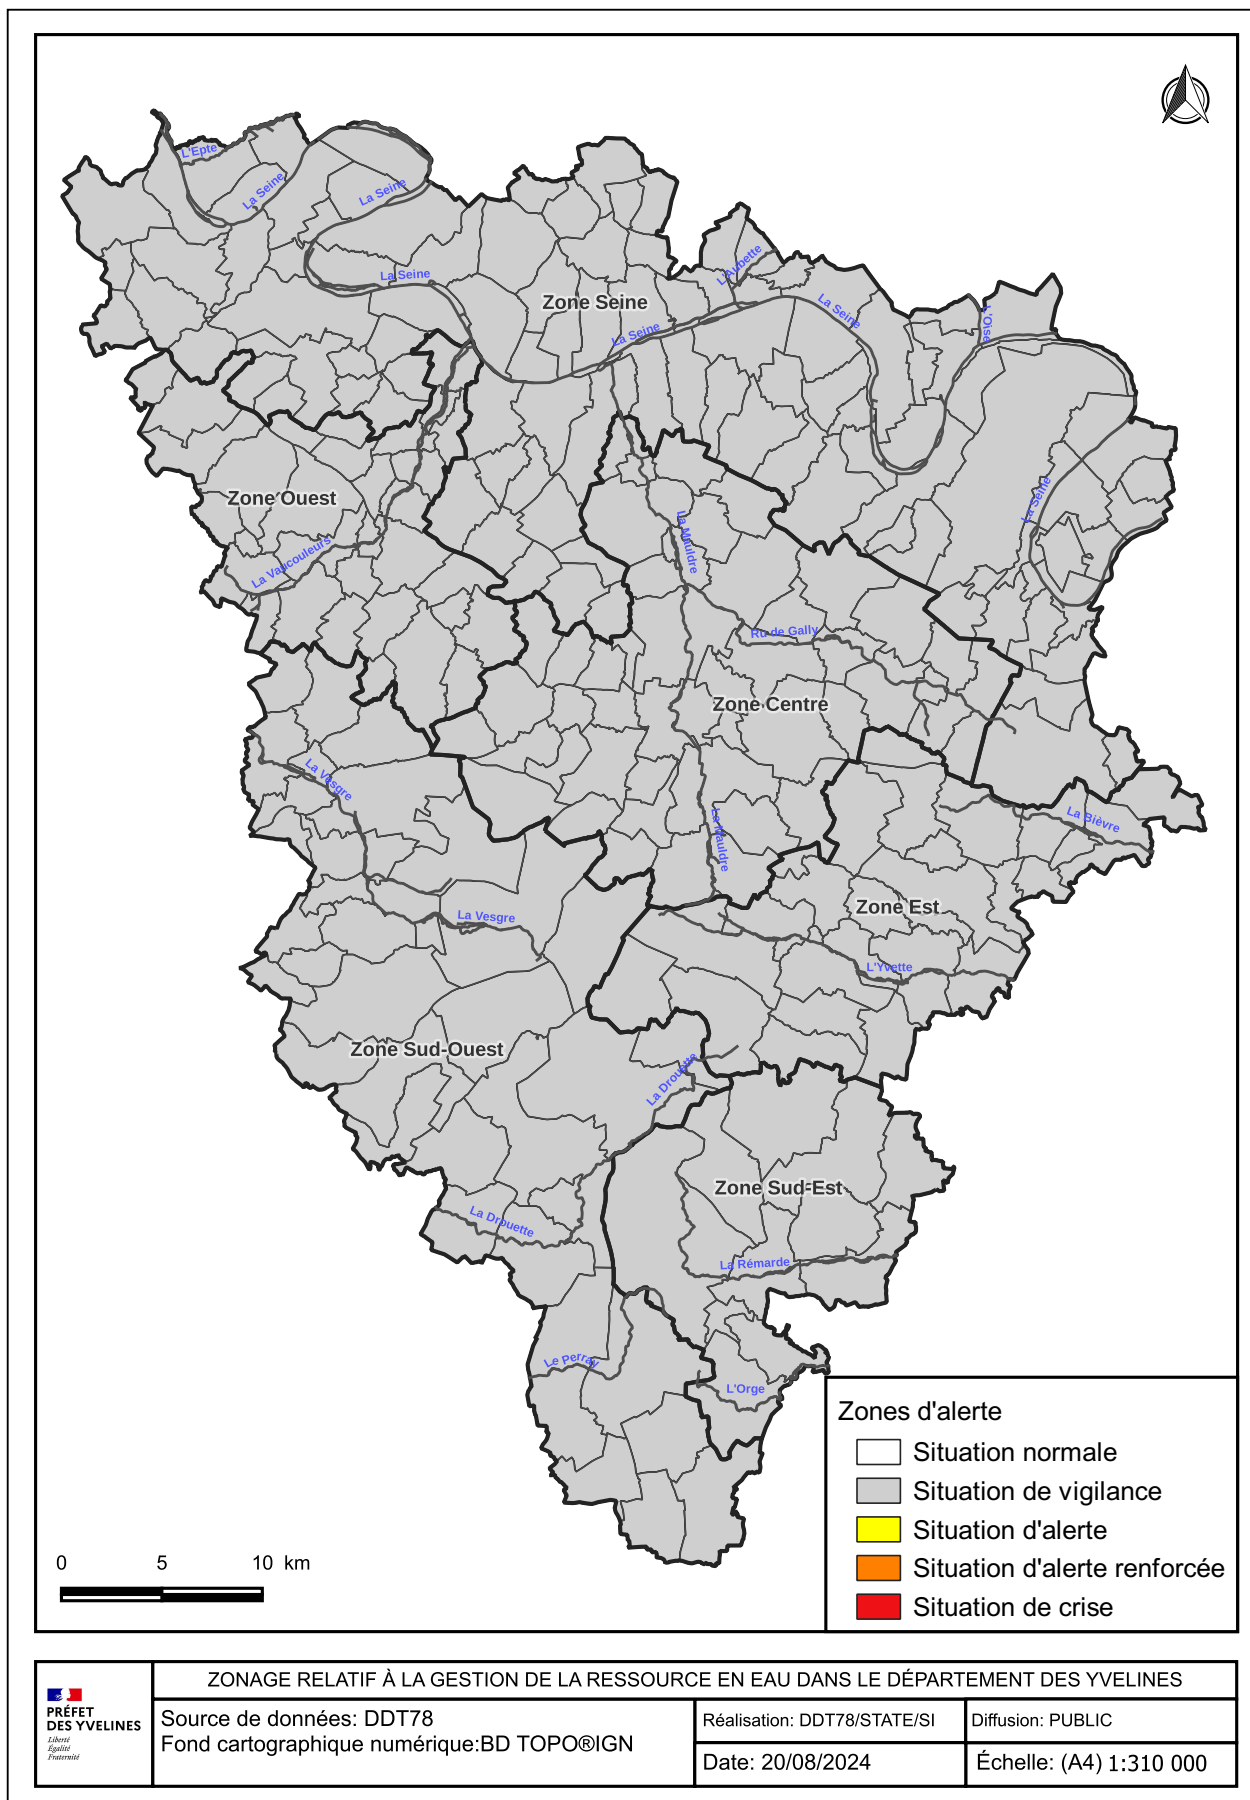 L'Epte
La Seine
La Seine
La Seine
Zone Seine
La Seine
L'Aubette
La Seine
L'Oise
La Seine
Zone Ouest
La Vaucouleurs
La Mauldre
Ru de Gally
Zone Centre
La Vesgre
La Mauldre
La Bièvre
Zone Est
La Vesgre
L'Yvette
Zone Sud-Ouest
La Drouette
Zone Sud-Est
La Drouette
La Rémarde
Le Perray
L'Orge
Zones d'alerte
Situation normale
Situation de vigilance
Situation d'alerte
Situation d'alerte renforcée
Situation de crise
0 5 10 km
PRÉFET
DES YVELINES
Liberté
Égalité
Fraternité
ZONAGE RELATIF À LA GESTION DE LA RESSOURCE EN EAU DANS LE DÉPARTEMENT DES YVELINES
Source de données: DDT78
Fond cartographique numérique:BD TOPO®IGN
Réalisation: DDT78/STATE/SI
Diffusion: PUBLIC
Date: 20/08/2024
Échelle: (A4) 1:310 000